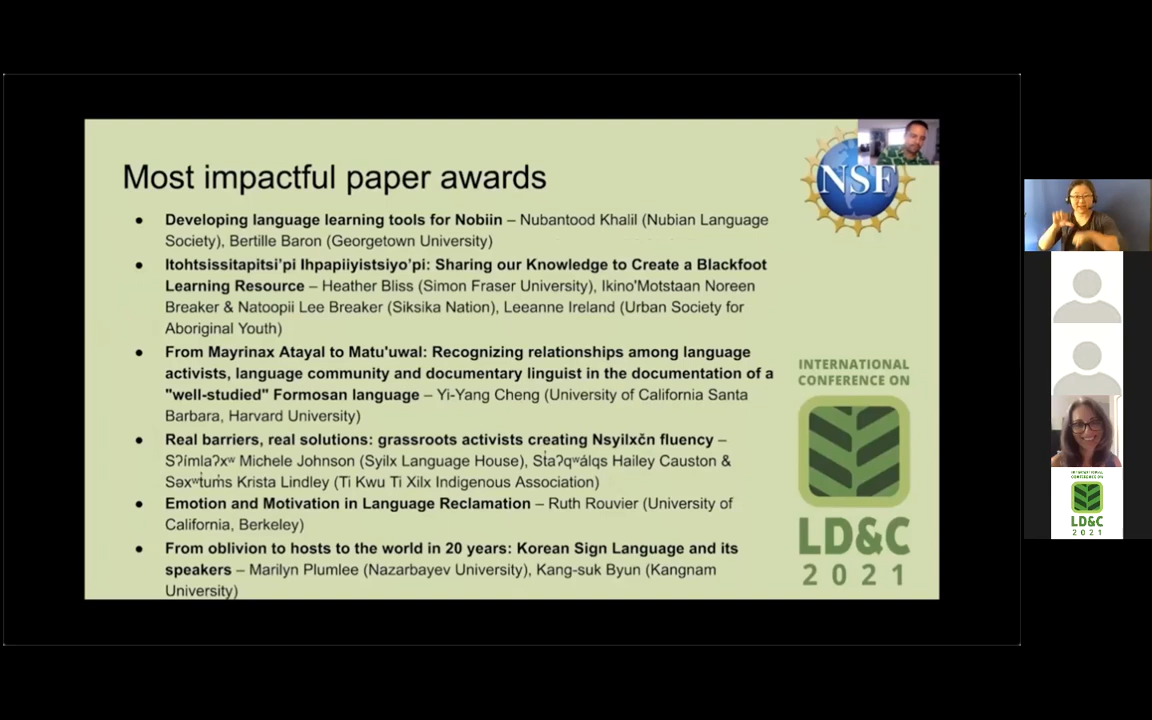 Most impactful paper awards
NSF
● Developing language learning tools for Nobiin – Nubantood Khalil (Nubian Language
Society), Bertille Baron (Georgetown University)
● Itohtsissitapitsi'pi Ihpapiiyistsiyo'pi: Sharing our Knowledge to Create a Blackfoot
Learning Resource – Heather Bliss (Simon Fraser University), Ikino'Motstaan Noreen
Breaker & Natoopii Lee Breaker (Siksika Nation), Leeanne Ireland (Urban Society for
Aboriginal Youth)
● From Mayrinax Atayal to Matu'uwal: Recognizing relationships among language
activists, language community and documentary linguist in the documentation of a
"well-studied" Formosan language – Yi-Yang Cheng (University of California Santa
Barbara, Harvard University)
● Real barriers, real solutions: grassroots activists creating Nsyilxčn fluency –
Sʔímlaʔxʷ Michele Johnson (Syilx Language House), St̓aʔqʷálqs Hailey Causton &
Səxʷt̓um̓s Krista Lindley (Ti Kwu Ti Xilx Indigenous Association)
● Emotion and Motivation in Language Reclamation – Ruth Rouvier (University of
California, Berkeley)
● From oblivion to hosts to the world in 20 years: Korean Sign Language and its
speakers – Marilyn Plumlee (Nazarbayev University), Kang-suk Byun (Kangnam
University)
INTERNATIONAL
CONFERENCE ON
LD&C
2021
INTERNATIONAL
CONFERENCE ON
LD&C
2021